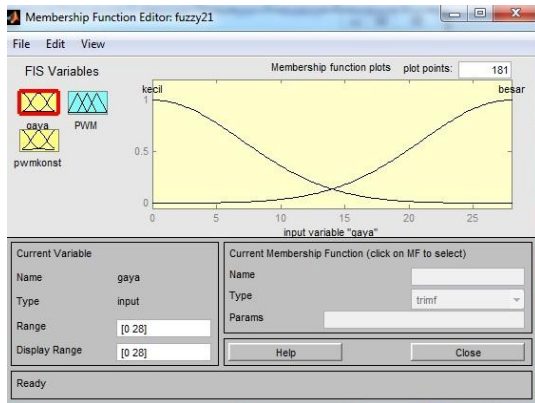 Membership Function Editor: fuzzy21
File Edit View
FIS Variables
gaya
PWM
pwmkonst
Membership function plots plot points: 181
kecil besar
1
0.5
0
0 5 10 15 20 25
input variable "gaya"
Current Variable
Name gaya
Type input
Range [0 28]
Display Range [0 28]
Current Membership Function (click on MF to select)
Name
Type trimf
Params
Help Close
Ready